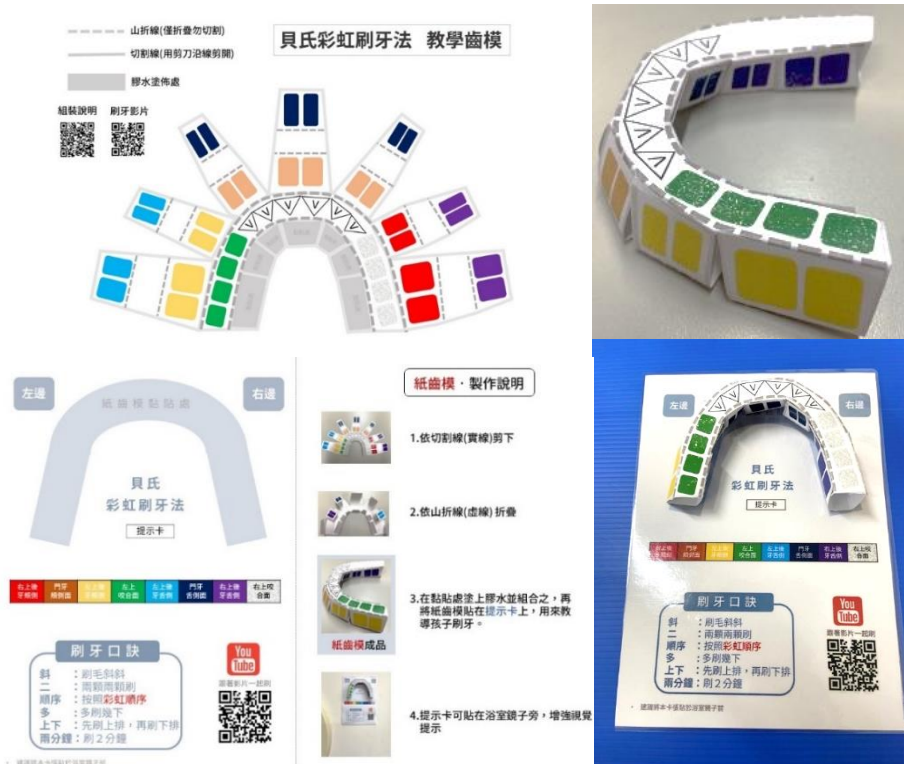 山折線(僅折疊勿切割)
切割線(用剪刀沿線剪開)
膠水塗佈處
貝氏彩虹刷牙法 教學齒模
組裝說明 刷牙影片
左邊
右邊
紙齒模黏貼處
貝氏
彩虹刷牙法
提示卡
右上後牙頰側
門牙頰側面
左上後牙頰側
左上咬合面
左上後牙舌側
門牙舌側面
右上後牙舌側
右上咬合面
刷牙口訣
斜 : 刷毛斜斜
二 : 兩顆兩顆刷
順序 : 按照彩虹順序
多 : 多刷幾下
上下 : 先刷上排,再刷下排
兩分鐘 : 刷2分鐘
You
Tube
跟著影片一起刷
紙齒模・製作說明
1.依切割線(實線)剪下
2.依山折線(虛線) 折疊
3.在黏貼處塗上膠水並組合之,再
將紙齒模貼在提示卡上,用來教
導孩子刷牙。
紙齒模成品
4.提示卡可貼在浴室鏡子旁,增強視覺
提示
左邊
右邊
貝氏
彩虹刷牙法
提示卡
刷牙口訣
斜 : 刷毛斜斜
二 : 兩顆兩顆刷
順序 : 按照彩虹順序
多 : 多刷幾下
上下 : 先刷上排,再刷下排
兩分鐘 : 刷2分鐘
You
Tube
跟著影片一起刷